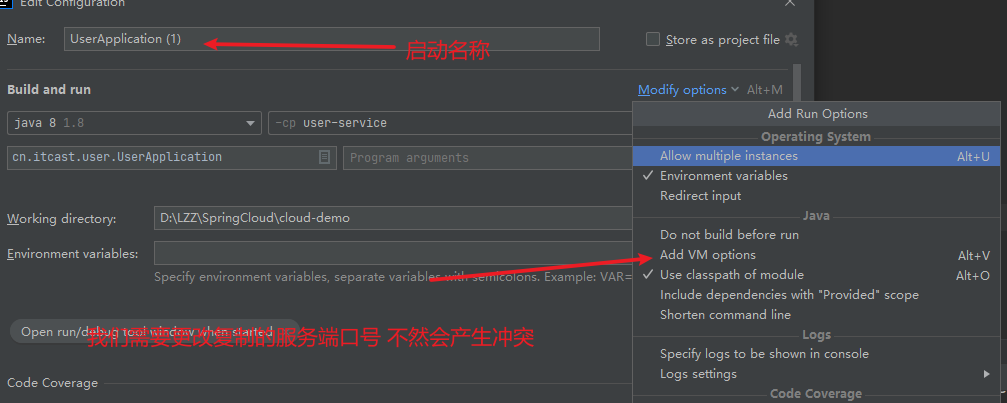 Edit Configuration
Name:
UserApplication (1)
启动名称
Store as project file
Build and run
Modify options
Alt+M
java 8 1.8
-cp user-service
cn.itcast.user.UserApplication
Program arguments
Working directory:
D:\LZZ\SpringCloud\cloud-demo
Environment variables:
Specify environment variables, separate variables with semicolons. Example: VAR=
Open run/debug tool window when started
我们需要更改复制的服务端口号 不然会产生冲突
Code Coverage
Add Run Options
Operating System
Allow multiple instances Alt+U
Environment variables
Redirect input
Java
Do not build before run
Add VM options Alt+V
Use classpath of module Alt+O
Include dependencies with "Provided" scope
Shorten command line
Logs
Specify logs to be shown in console
Logs settings
Code Coverage